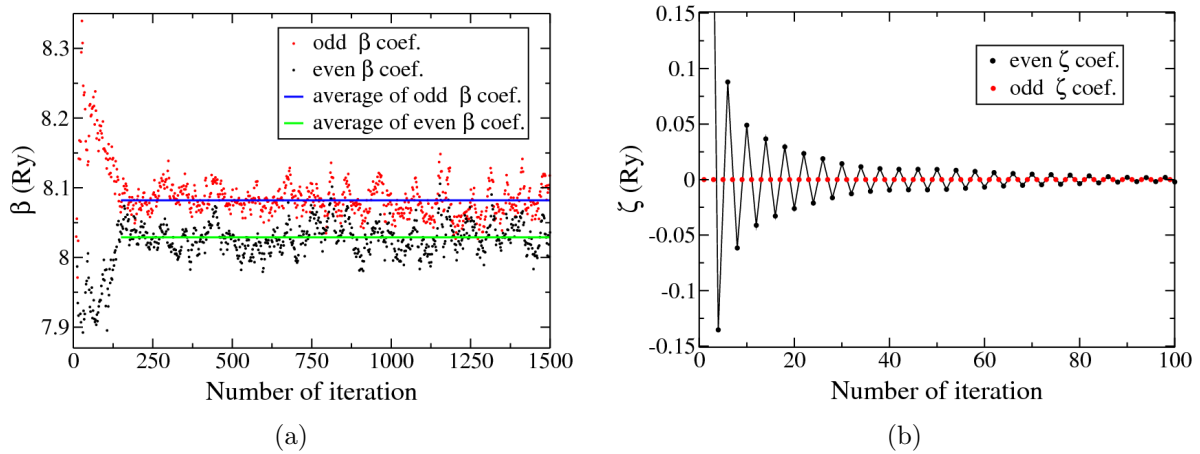 8.3
8.2
8.1
8
7.9
β (Ry)
odd β coef.
even β coef.
average of odd β coef.
average of even β coef.
0 250 500 750 1000 1250 1500
Number of iteration
(a)
0.15
0.1
0.05
0
-0.05
-0.1
-0.15
ζ (Ry)
even ζ coef.
odd ζ coef.
0 20 40 60 80 100
Number of iteration
(b)